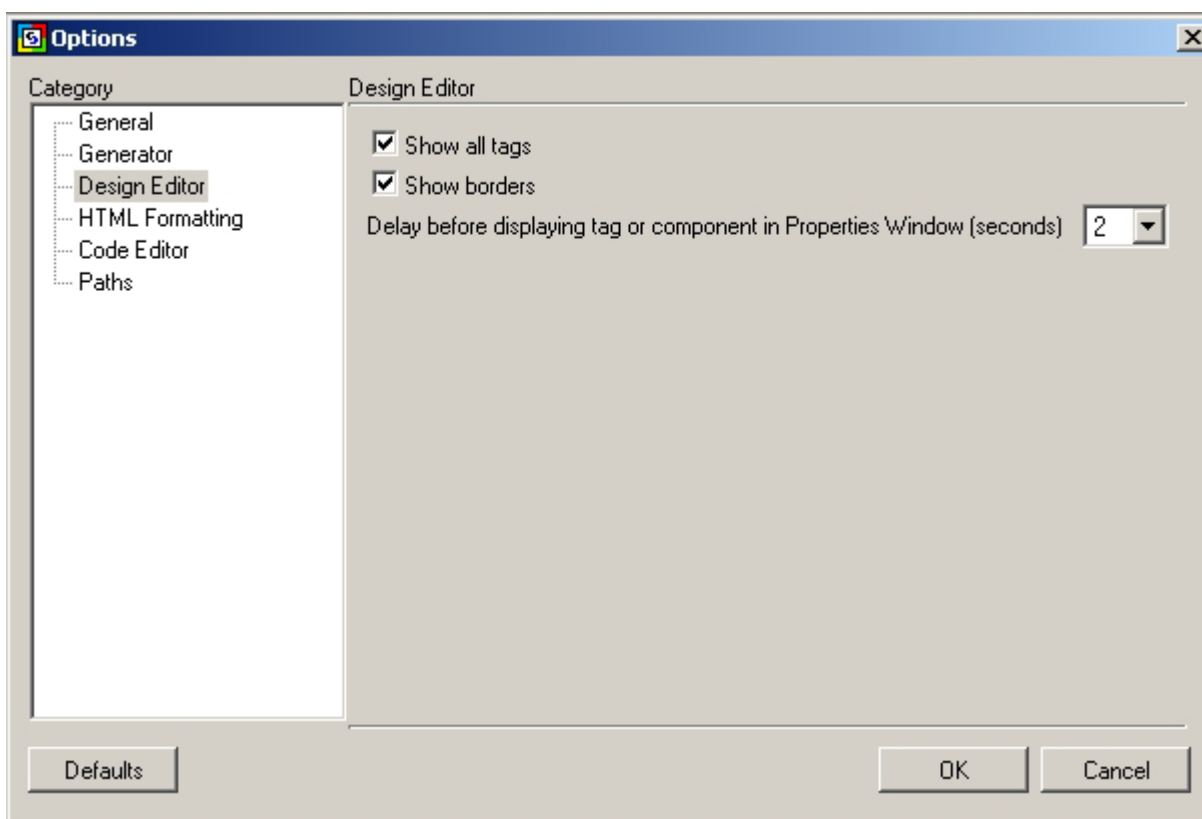 Options
Category
General
Generator
Design Editor
HTML Formatting
Code Editor
Paths
Design Editor
Show all tags
Show borders
Delay before displaying tag or component in Properties Window (seconds) 2
Defaults
OK
Cancel